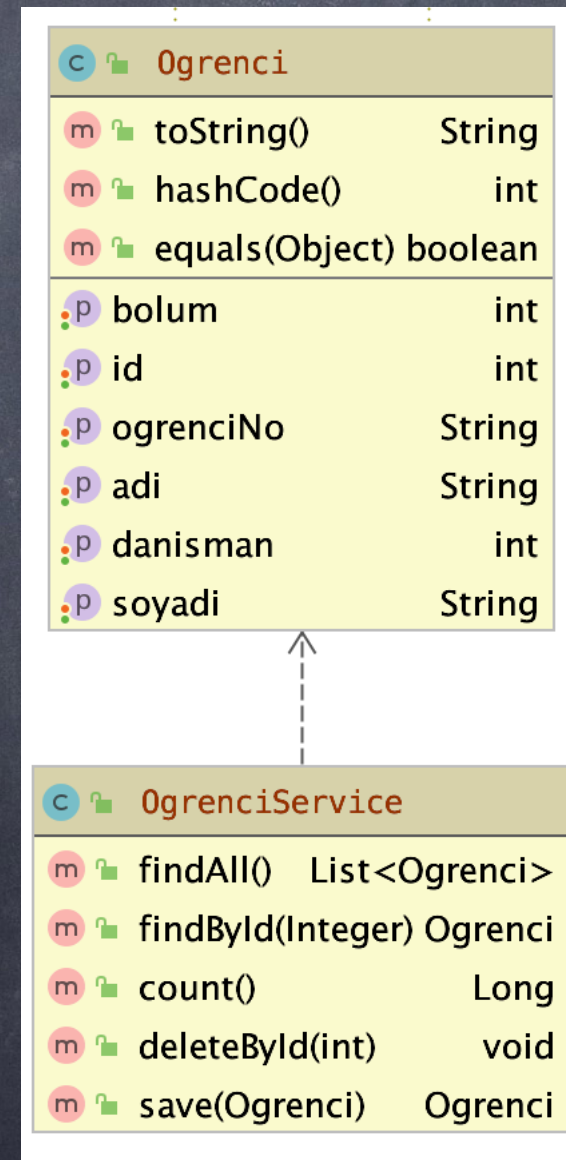 C Ogrenci
m toString() String
m hashCode() int
m equals(Object) boolean
p bolum int
p id int
p ogrenciNo String
p adi String
p danisman int
p soyadi String
C OgrenciService
m findAll() List<Ogrenci>
m findById(Integer) Ogrenci
m count() Long
m deleteById(int) void
m save(Ogrenci) Ogrenci